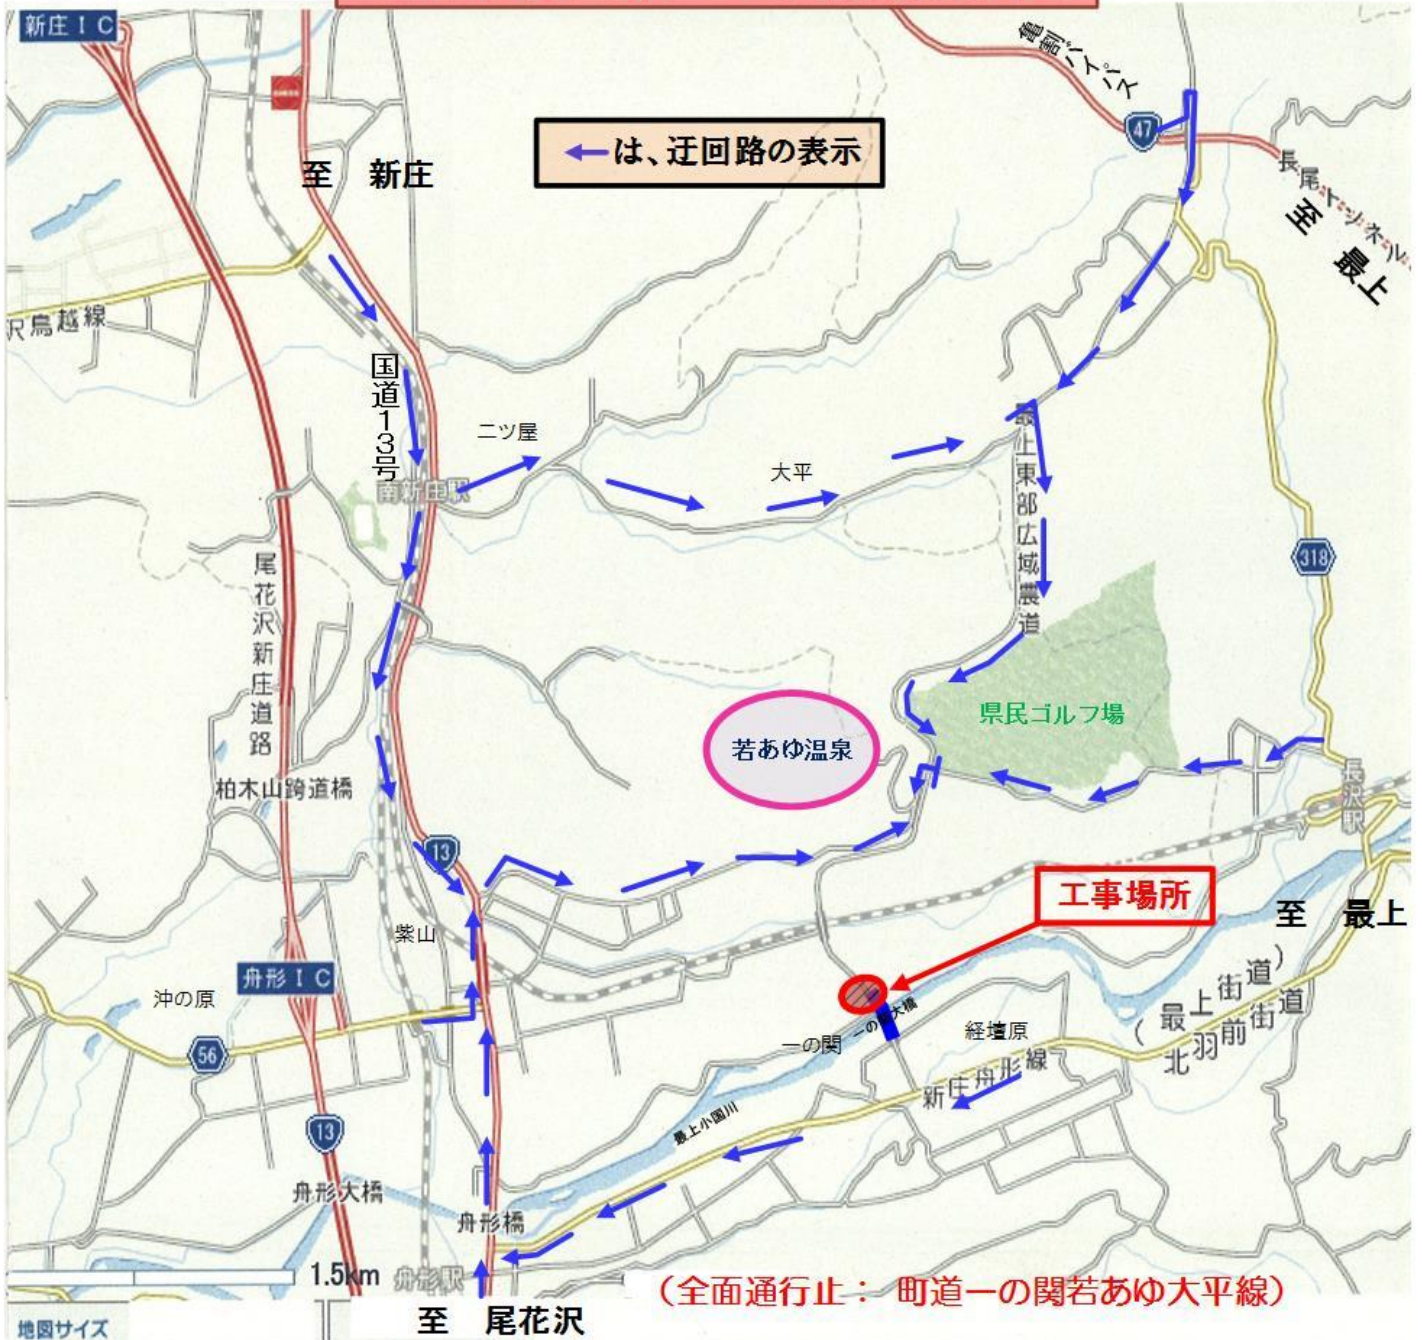 新庄ＩＣ
亀割バイパス
47
←は、迂回路の表示
至　新庄
長尾トンネル
至　最上
沢鳥越線
国道13号
二ツ屋
大平
南新庄駅
最上東部広域農道
318
尾花沢新庄道路
県民ゴルフ場
若あゆ温泉
柏木山跨道橋
長沢駅
13
工事場所
至　最上
紫山
舟形ＩＣ
沖の原
一の関大橋
一の関
経壇原
（最上街道）
北羽前街道
56
新庄舟形線
13
最上小国川
舟形大橋
舟形橋
1.5km
舟形駅
（全面通行止：　町道一の関若あゆ大平線）
至　尾花沢
地図サイズ